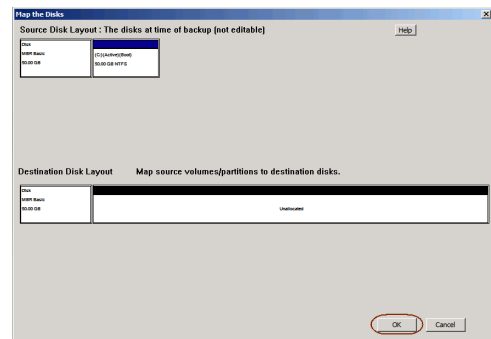 Map the Disks
Source Disk Layout : The disks at time of backup (not editable)
Help
Disk
MBR Basic
50.00 GB
(C:)(Active)(Boot)
50.00 GB NTFS
Destination Disk Layout Map source volumes/partitions to destination disks.
Disk
MBR Basic
50.00 GB
Unallocated
OK
Cancel